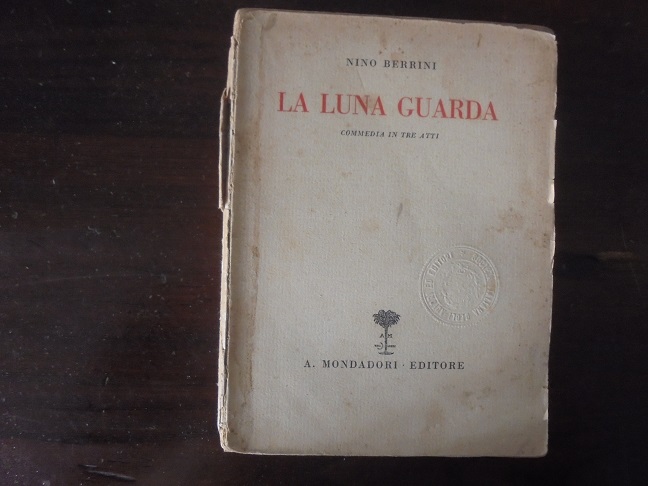 NINO BERRINI
LA LUNA GUARDA
COMMEDIA IN TRE ATTI
A. MONDADORI · EDITORE